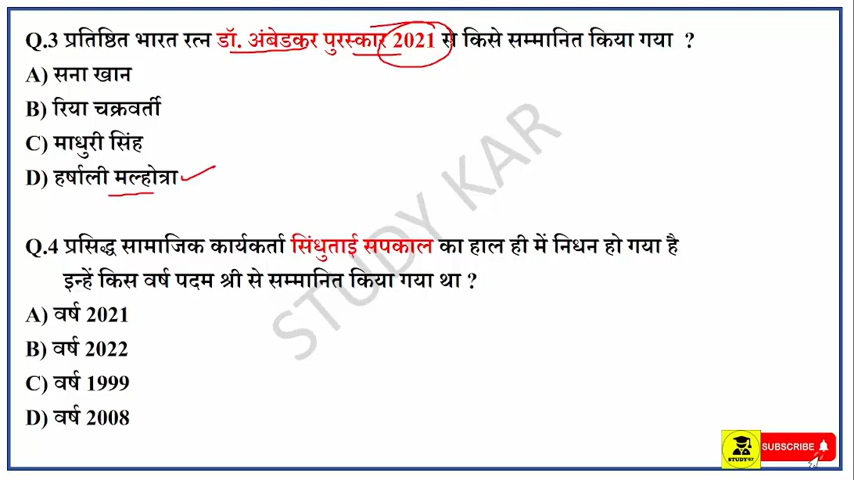 Q.3 प्रतिष्ठित भारत रत्न डॉ. अंबेडकर पुरस्कार 2021 से किसे सम्मानित किया गया ?
A) सना खान
B) रिया चक्रवर्ती
C) माधुरी सिंह
D) हर्षाली मल्होत्रा
Q.4 प्रसिद्ध सामाजिक कार्यकर्ता सिंधुताई सपकाल का हाल ही में निधन हो गया है
इन्हें किस वर्ष पदम श्री से सम्मानित किया गया था ?
A) वर्ष 2021
B) वर्ष 2022
C) वर्ष 1999
D) वर्ष 2008
STUDY KAR
SUBSCRIBE